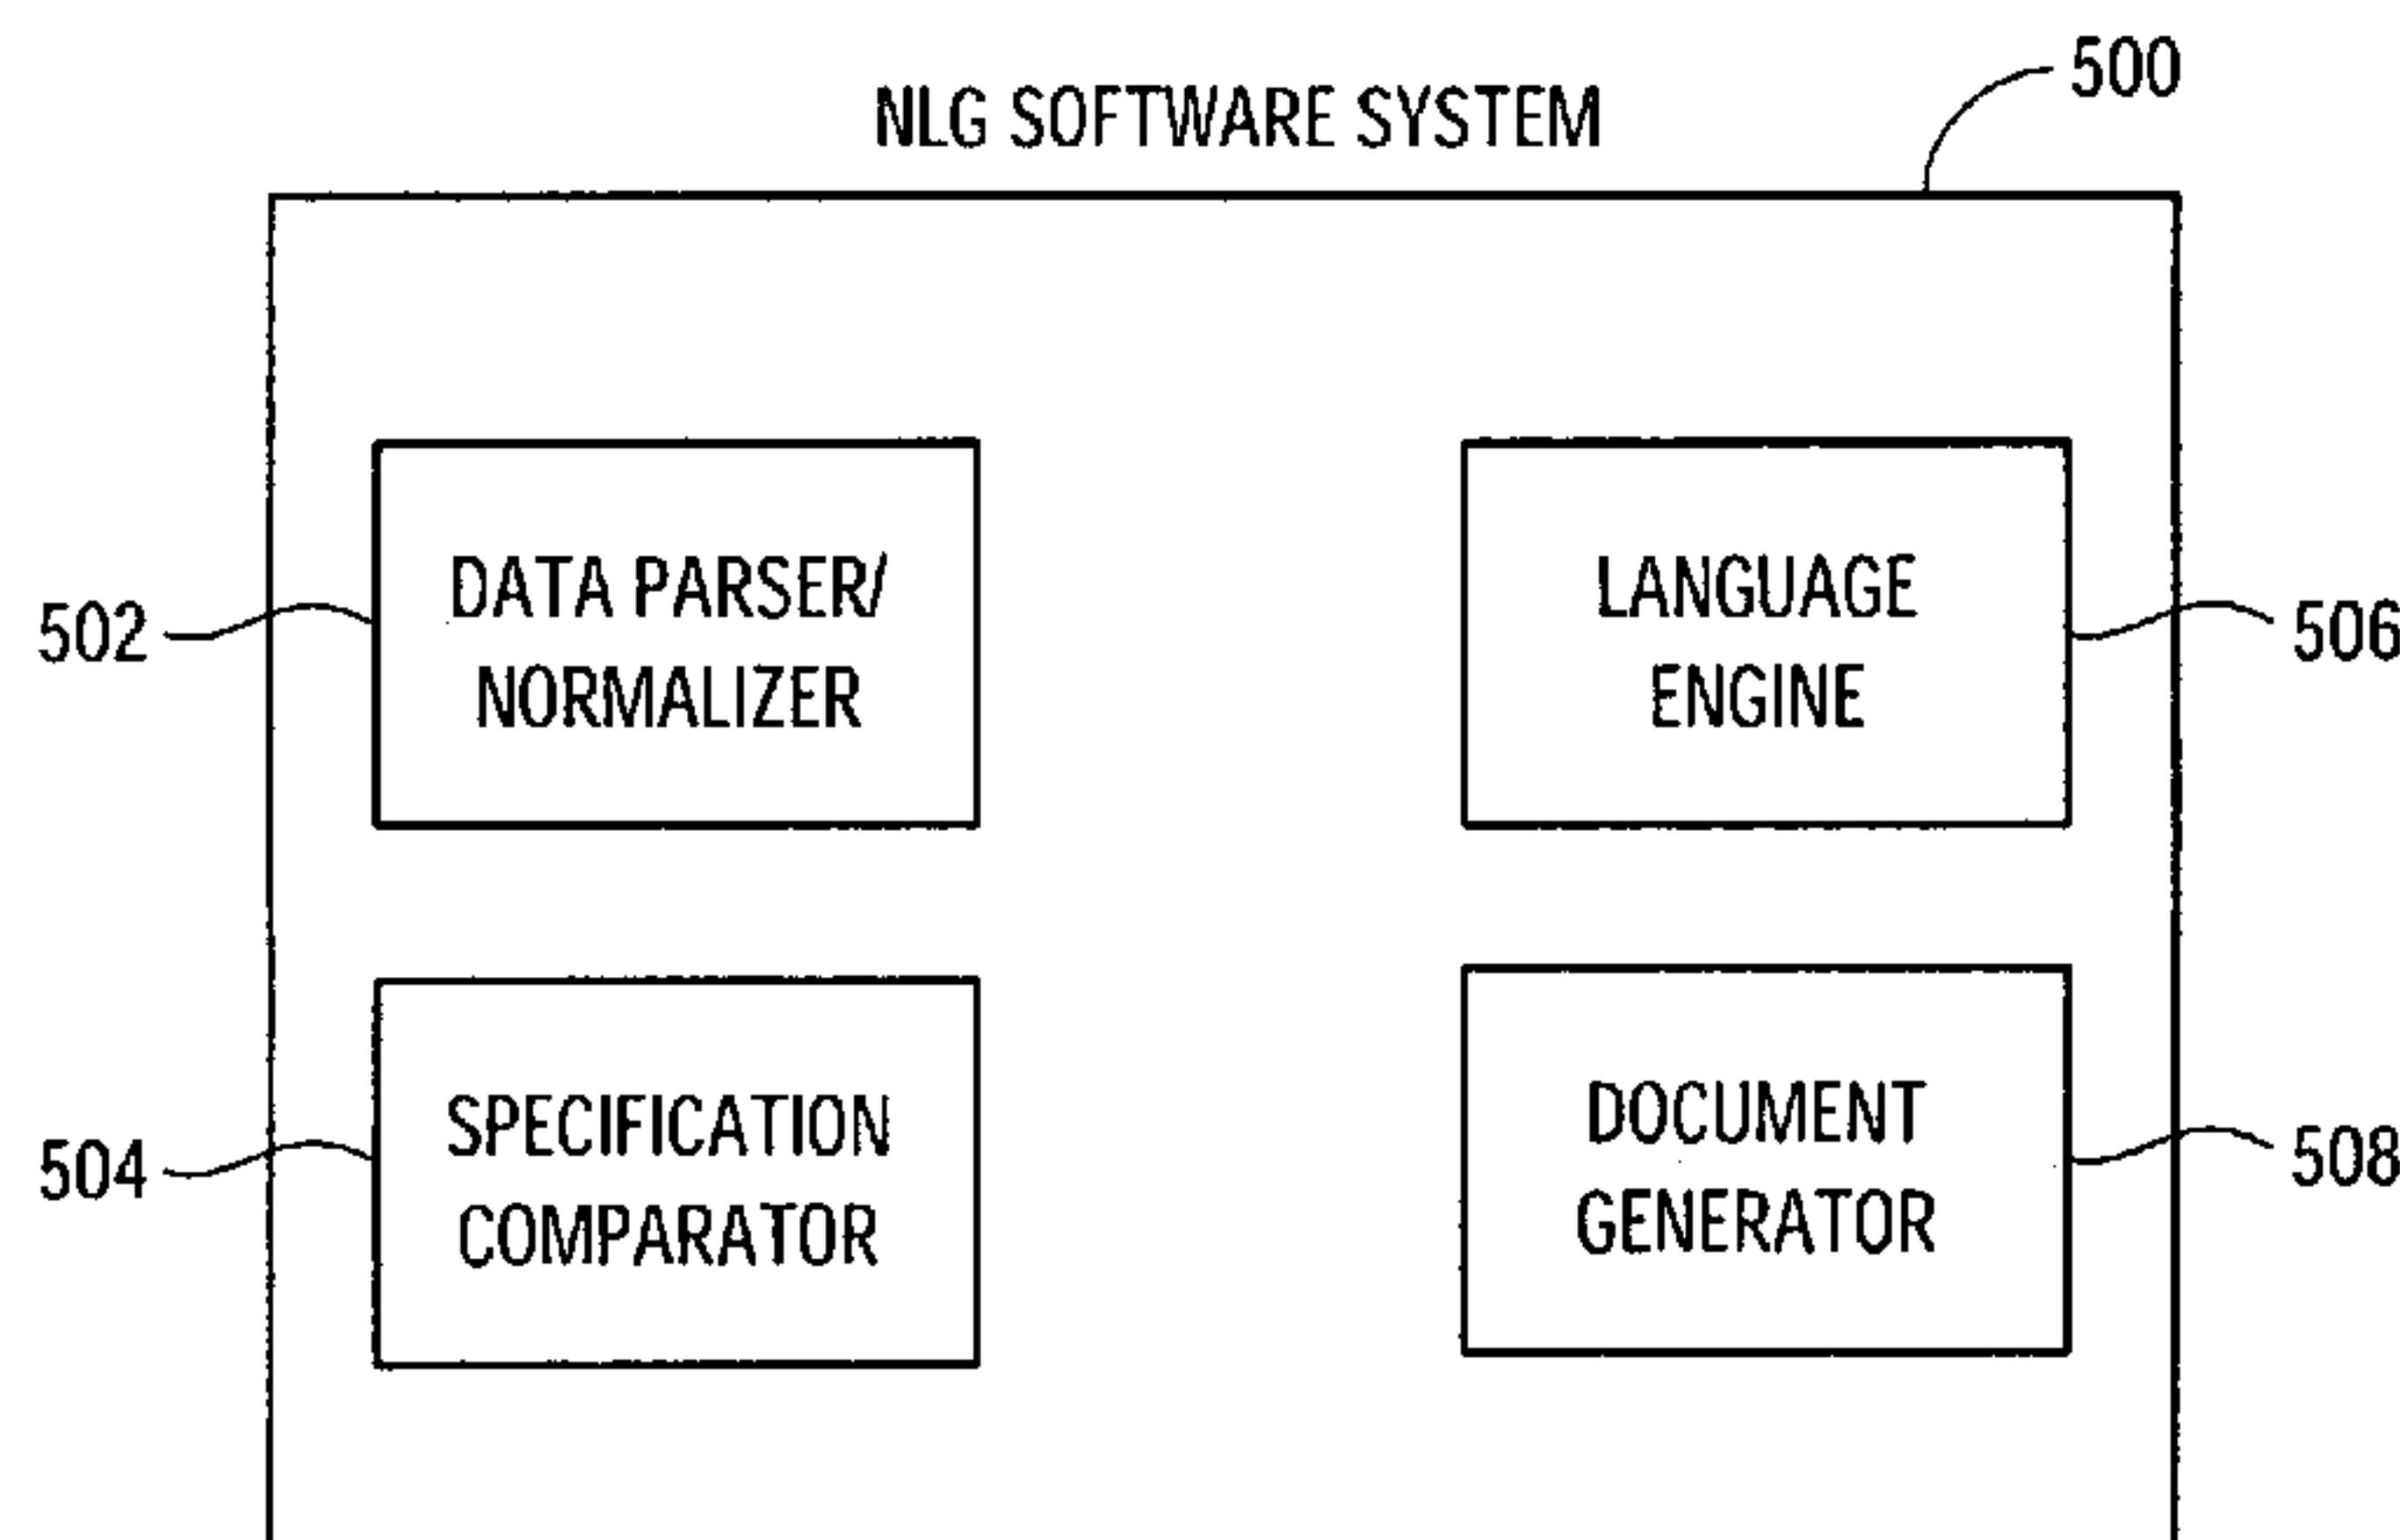 500
NLG SOFTWARE SYSTEM
DATA PARSER/
NORMALIZER
502
LANGUAGE
ENGINE
506
SPECIFICATION
COMPARATOR
504
DOCUMENT
GENERATOR
508